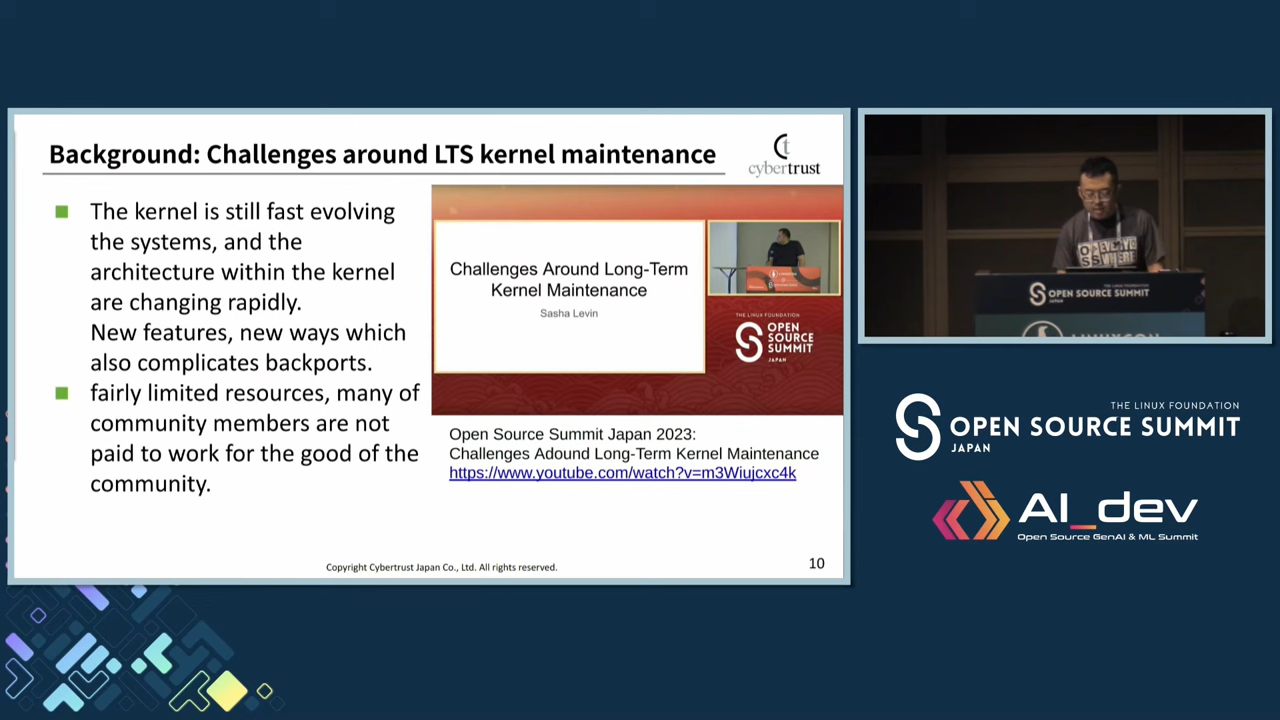 Background: Challenges around LTS kernel maintenance
cybertrust
The kernel is still fast evolving
the systems, and the
architecture within the kernel
are changing rapidly.
New features, new ways which
also complicates backports.
fairly limited resources, many of
community members are not
paid to work for the good of the
community.
Challenges Around Long-Term
Kernel Maintenance
Sasha Levin
THE LINUX FOUNDATION
OPEN
SOURCE
SUMMIT
JAPAN
Open Source Summit Japan 2023:
Challenges Adound Long-Term Kernel Maintenance
https://www.youtube.com/watch?v=m3Wiujcxc4k
Copyright Cybertrust Japan Co., Ltd. All rights reserved.
10
OPEN SOURCE SUMMIT
JAPAN
THE LINUX FOUNDATION
OPEN SOURCE SUMMIT
JAPAN
AI_dev
Open Source GenAI & ML Summit